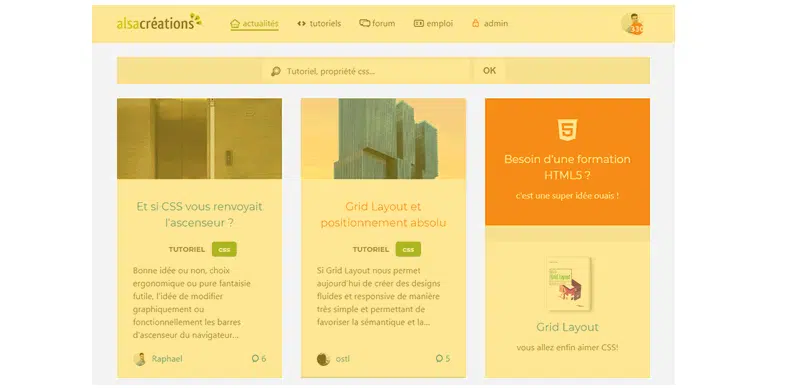 alsacréations
actualités
tutoriels
forum
emploi
admin
Tutoriel, propriété css...
OK
Et si CSS vous renvoyait
l'ascenseur ?
TUTORIEL css
Bonne idée ou non, choix
ergonomique ou pure fantaisie
futile, l'idée de modifier
graphiquement ou
fonctionnellement les barres
d'ascenseur du navigateur...
Raphael 6
Grid Layout et
positionnement absolu
TUTORIEL css
Si Grid Layout nous permet
aujourd'hui de créer des designs
fluides et responsive de manière
très simple et permettant de
favoriser la sémantique et la...
osti 5
Besoin d'une formation
HTML5 ?
c'est une super idée ouais !
Grid Layout
Grid Layout
vous allez enfin aimer CSS!